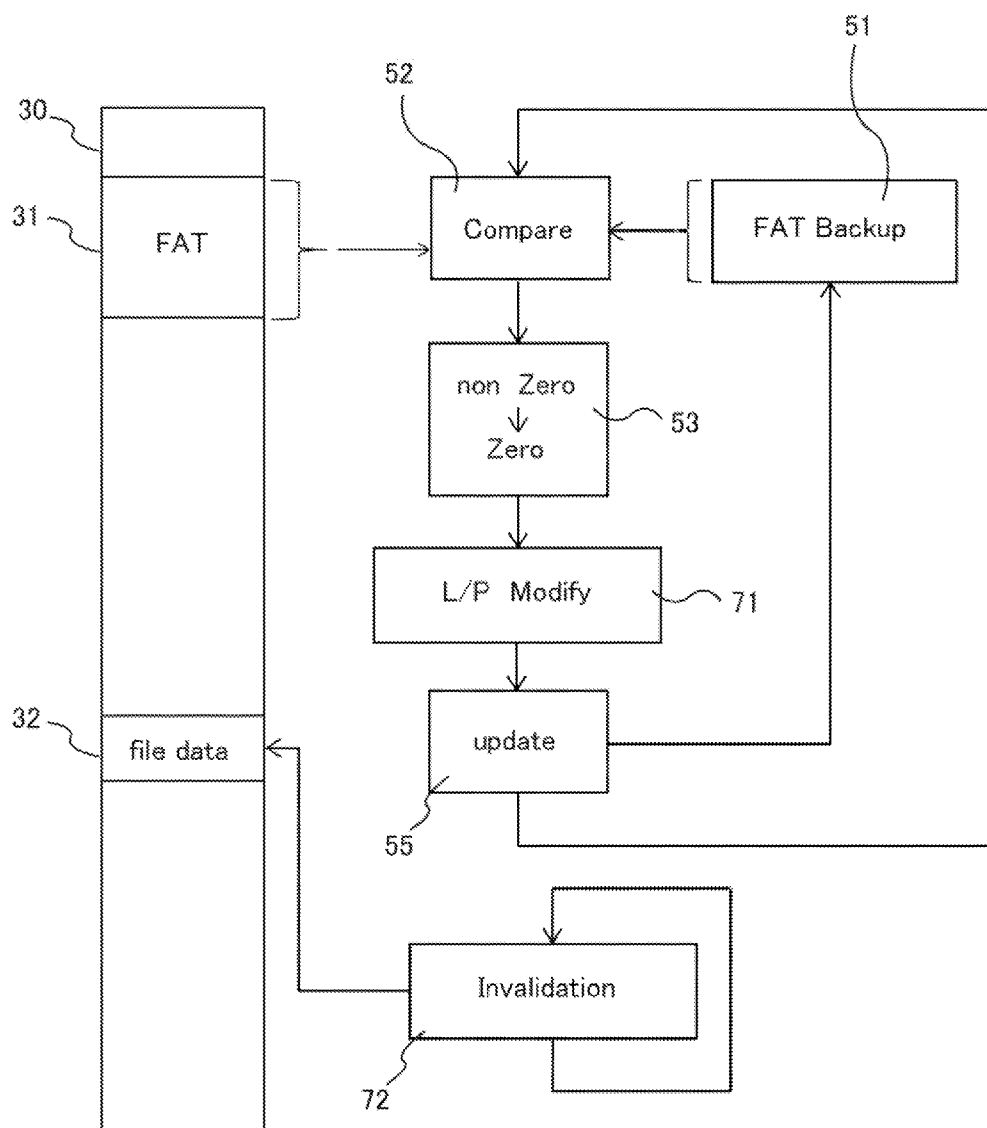 51
52
30
31
FAT
Compare
FAT Backup
non Zero
Zero
53
L/P Modify
71
32
file data
update
55
Invalidation
72